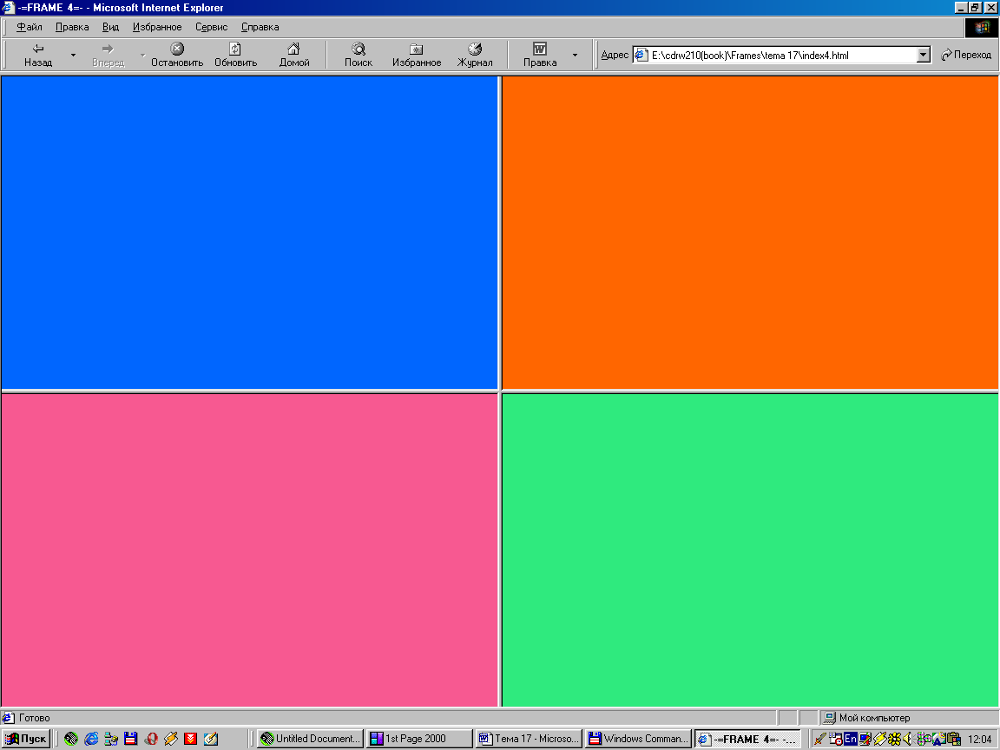 -=FRAME 4=- - Microsoft Internet Explorer
Файл Правка Вид Избранное Сервис Справка
Назад Вперед Остановить Обновить Домой Поиск Избранное Журнал Правка Адрес E:\cdrw210(book)\Frames\tema 17\index4.html Переход
Готово Мой компьютер
Пуск Untitled Document... 1st Page 2000 Тема 17 - Microso... Windows Comman... -=FRAME 4=- -... En 12:04